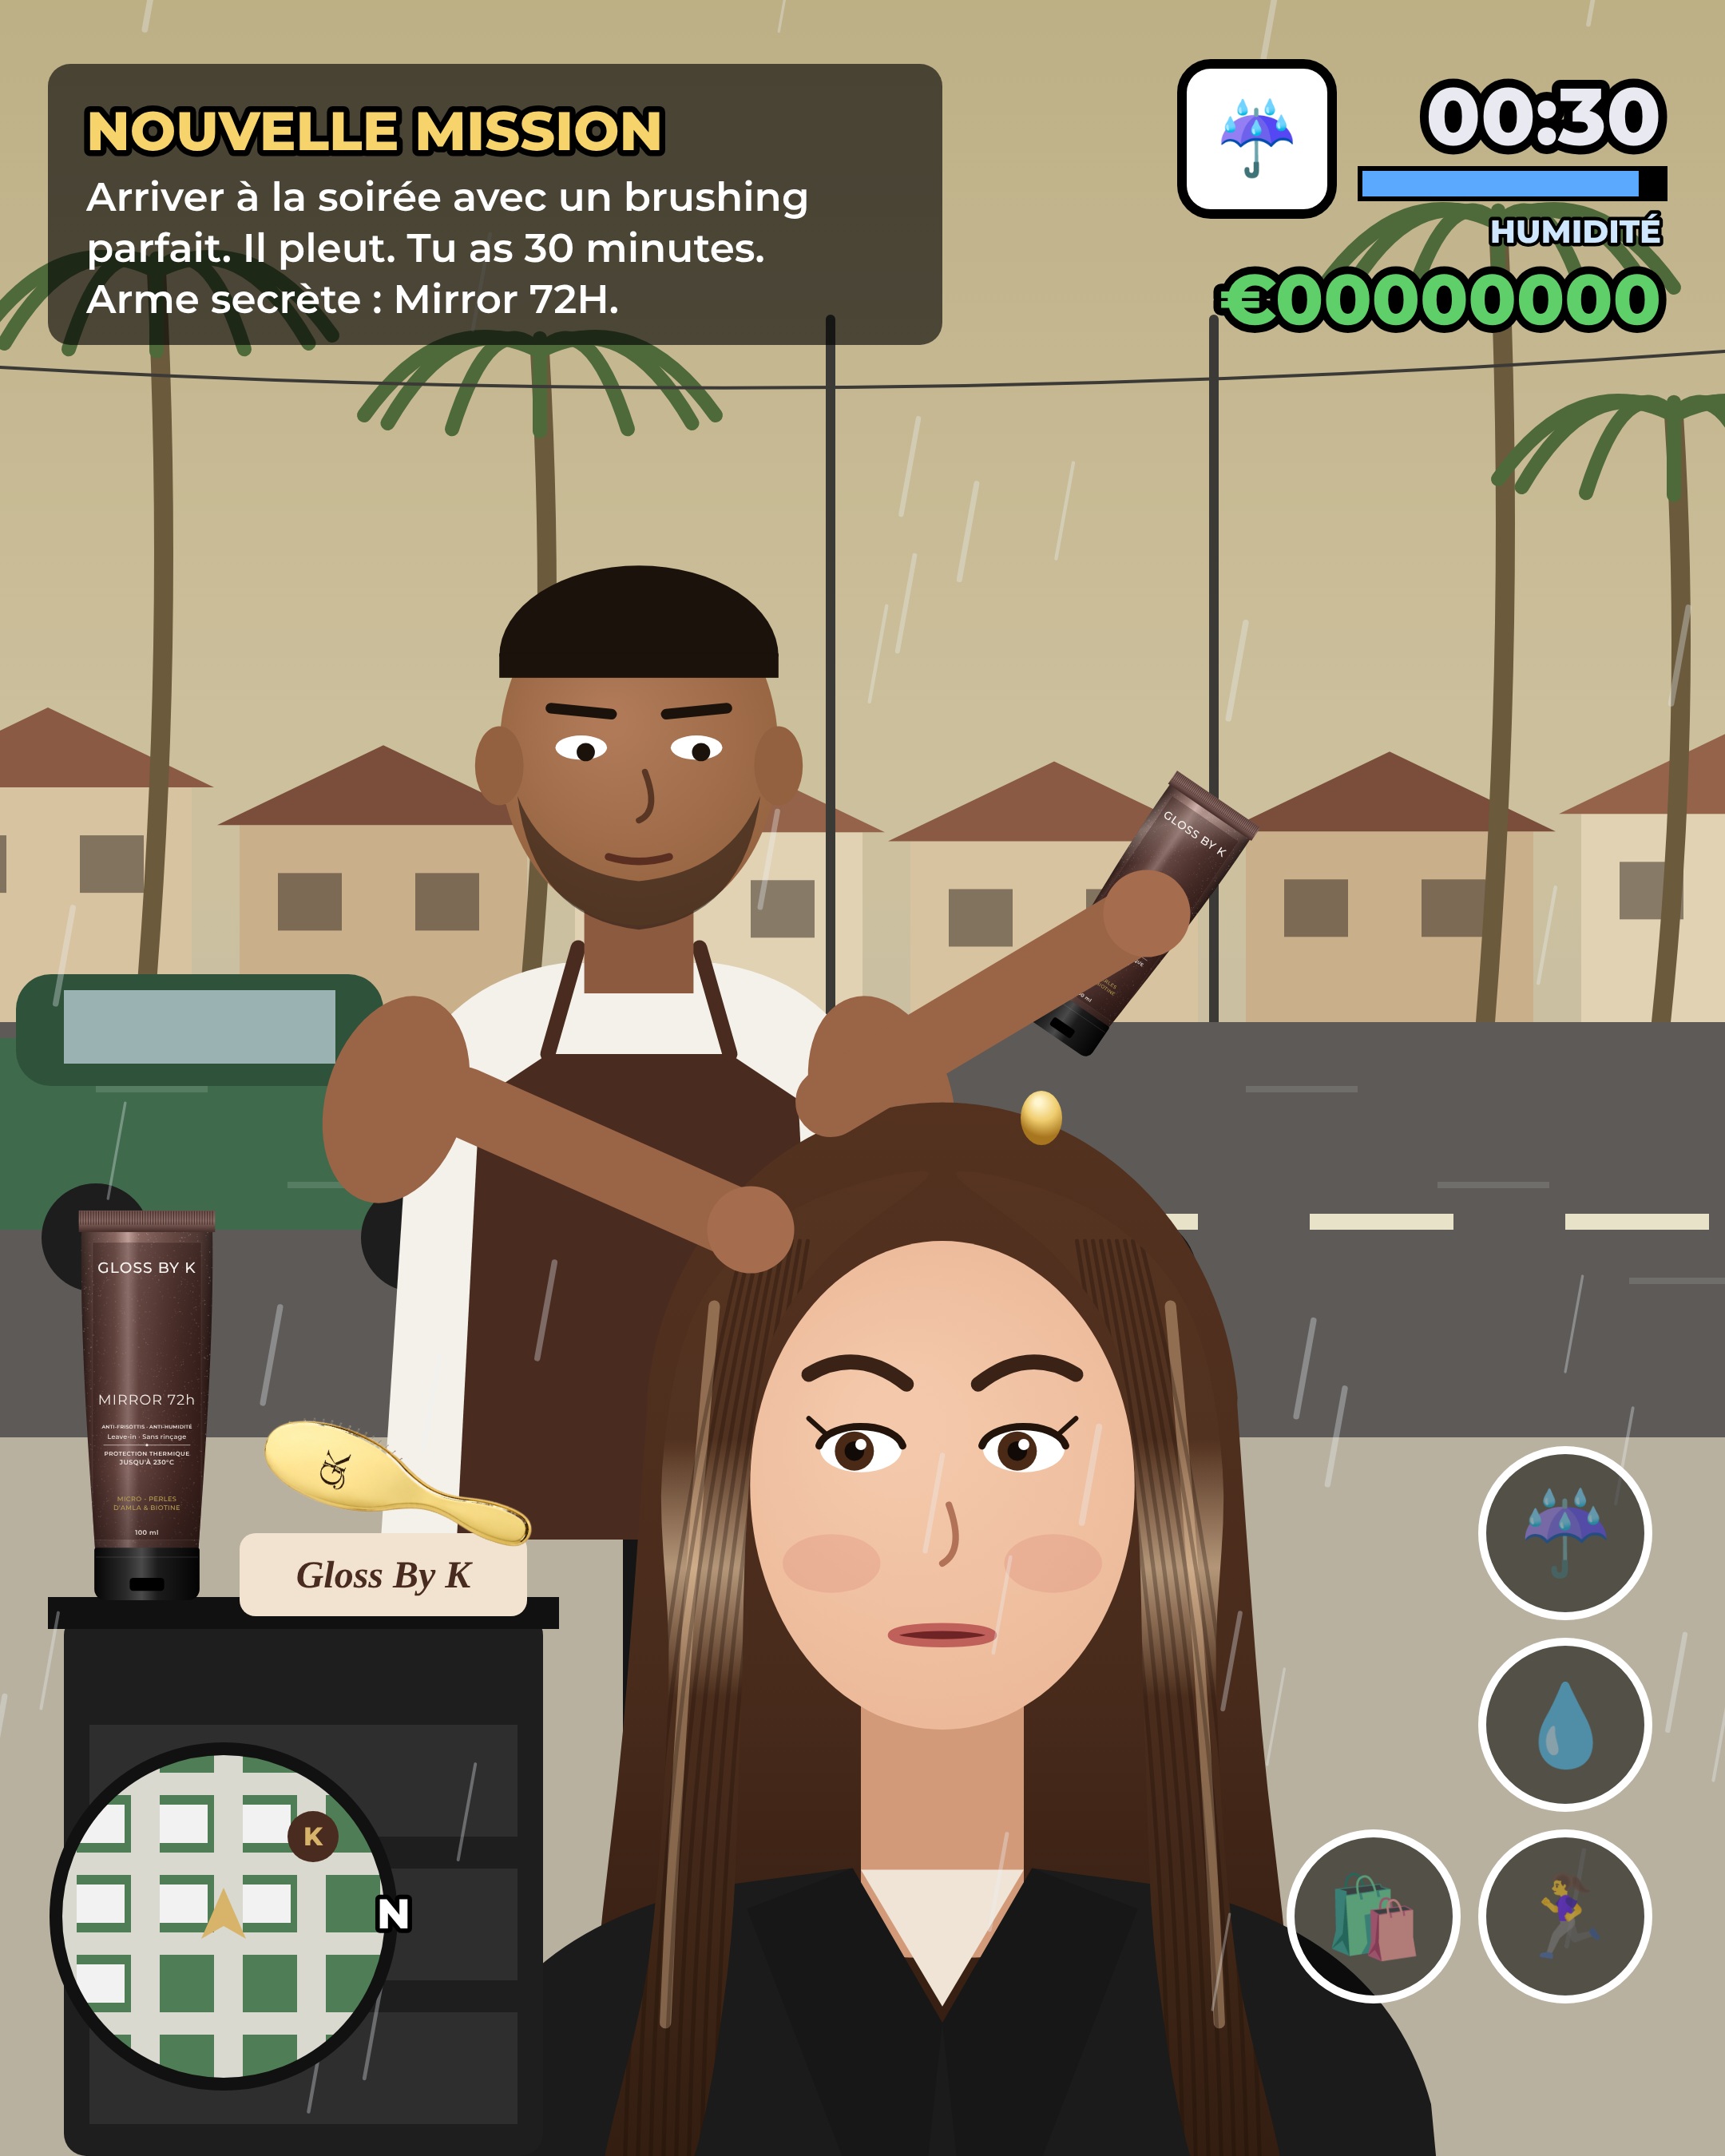 NOUVELLE MISSION
Arriver à la soirée avec un brushing
parfait. Il pleut. Tu as 30 minutes.
Arme secrète : Mirror 72H.
00:30
HUMIDITÉ
€00000000
GLOSS BY K
GLOSS BY K
MIRROR 72h
ANTI-FRISOTTIS · ANTI-HUMIDITÉ
Leave-in · Sans rinçage
PROTECTION THERMIQUE
JUSQU'À 230°C
MICRO - PERLES
D'AMLA & BIOTINE
100 ml
GK
Gloss By K
K
N